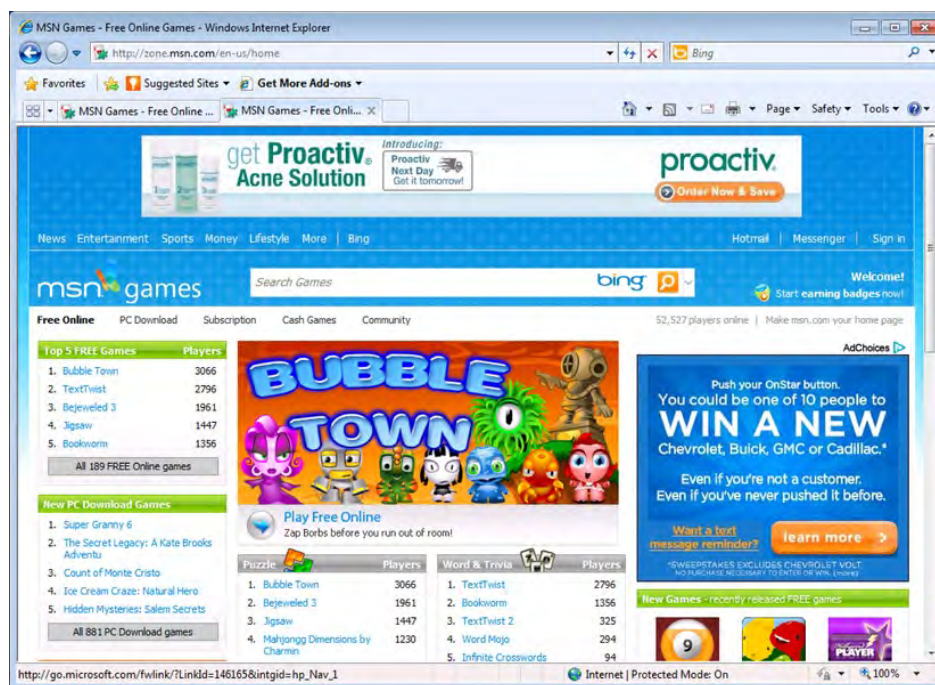 MSN Games - Free Online Games - Windows Internet Explorer
http://zone.msn.com/en-us/home
Bing
Favorites Suggested Sites Get More Add-ons
MSN Games - Free Online ... MSN Games - Free Onli... Page Safety Tools
get Proactiv® Acne Solution
Introducing:
Proactiv
Next Day
Get it tomorrow!
proactiv.
Order Now & Save
News Entertainment Sports Money Lifestyle More | Bing
Hotmail | Messenger | Sign in
msn games
Search Games
bing
Welcome!
Start earning badges now!
Free Online PC Download Subscription Cash Games Community
52,527 players online | Make msn.com your home page
Top 5 FREE Games Players
1. Bubble Town 3066
2. TextTwist 2796
3. Bejeweled 3 1961
4. Jigsaw 1447
5. Bookworm 1356
All 189 FREE Online games
New PC Download Games
1. Super Granny 6
2. The Secret Legacy: A Kate Brooks
Adventu
3. Count of Monte Cristo
4. Ice Cream Craze: Natural Hero
5. Hidden Mysteries: Salem Secrets
All 881 PC Download games
BUBBLE
TOWN
Play Free Online
Zap Borbs before you run out of room!
Puzzle Players
1. Bubble Town 3066
2. Bejeweled 3 1961
3. Jigsaw 1447
4. Mahjongg Dimensions by 1230
Charmin
Word & Trivia Players
1. TextTwist 2796
2. Bookworm 1356
3. TextTwist 2 325
4. Word Mojo 294
5. Infinite Crosswords 94
AdChoices
Push your OnStar button.
You could be one of 10 people to
WIN A NEW
Chevrolet, Buick, GMC or Cadillac.*
Even if you're not a customer.
Even if you've never pushed it before.
Want a text
message reminder?
learn more
*SWEEPSTAKES EXCLUDES CHEVROLET VOLT.
NO PURCHASE NECESSARY TO ENTER OR WIN. (more)
New Games - recently released FREE games
9
PLAYER
http://go.microsoft.com/fwlink/?LinkId=146165&intgid=hp_Nav_1
Internet | Protected Mode: On
100%